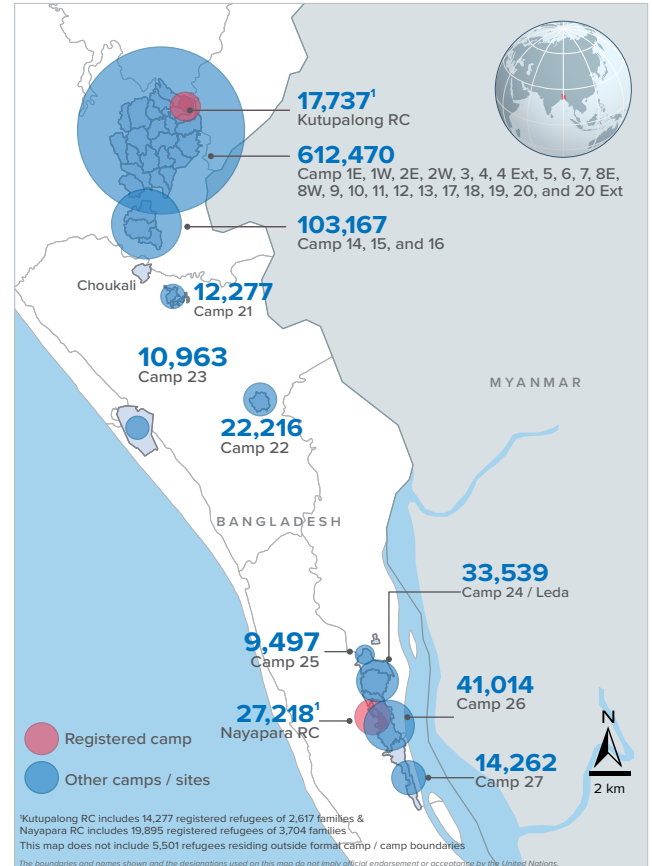 17,737¹
Kutupalong RC
612,470
Camp 1E, 1W, 2E, 2W, 3, 4, 4 Ext, 5, 6, 7, 8E,
8W, 9, 10, 11, 12, 13, 17, 18, 19, 20, and 20 Ext
103,167
Camp 14, 15, and 16
Choukali
12,277
Camp 21
10,963
Camp 23
MYANMAR
22,216
Camp 22
BANGLADESH
33,539
Camp 24 / Leda
9,497
Camp 25
41,014
Camp 26
27,218¹
Nayapara RC
N
2 km
Registered camp
14,262
Camp 27
Other camps / sites
¹Kutupalong RC includes 14,277 registered refugees of 2,617 families &
Nayapara RC includes 19,895 registered refugees of 3,704 families
This map does not include 5,501 refugees residing outside formal camp / camp boundaries
The boundaries and names shown and the designations used on this map do not imply official endorsement or acceptance by the United Nations.